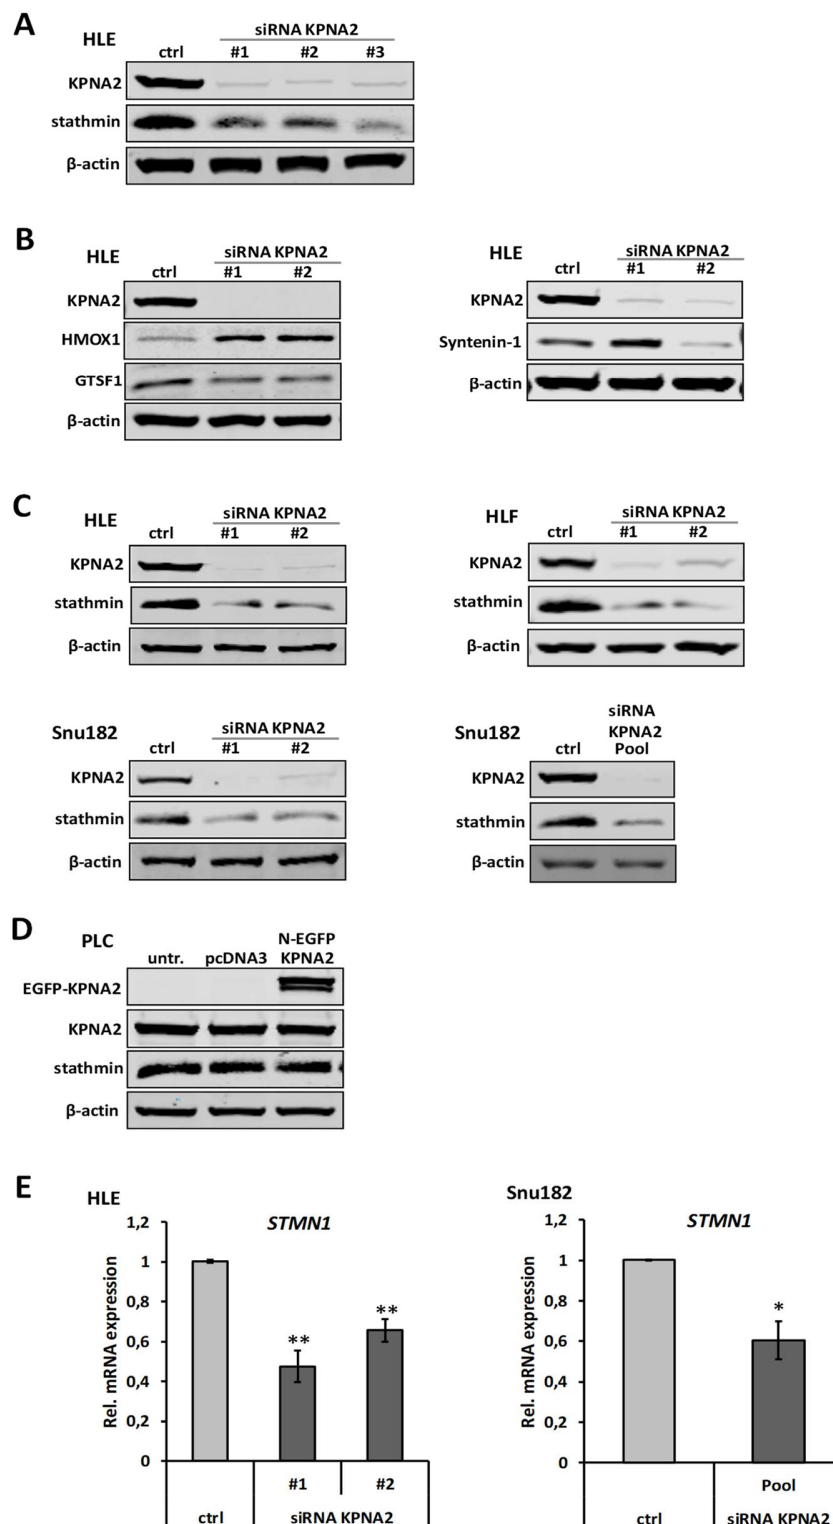 A
HLE
siRNA KPNA2
ctrl #1 #2 #3
KPNA2
stathmin
β-actin
B
HLE
siRNA KPNA2
ctrl #1 #2
KPNA2
HMOX1
GTSF1
β-actin
HLE
siRNA KPNA2
ctrl #1 #2
KPNA2
Syntenin-1
β-actin
C
HLE
siRNA KPNA2
ctrl #1 #2
KPNA2
stathmin
β-actin
HLF
siRNA KPNA2
ctrl #1 #2
KPNA2
stathmin
β-actin
Snu182
siRNA KPNA2
ctrl #1 #2
KPNA2
stathmin
β-actin
Snu182
siRNA
KPNA2
ctrl Pool
KPNA2
stathmin
β-actin
D
PLC
N-EGFP
untr. pcDNA3 KPNA2
EGFP-KPNA2
KPNA2
stathmin
β-actin
E
HLE
STMN1
Rel. mRNA expression
1,2
1
0,8
0,6
0,4
0,2
0
**
**
#1 #2
ctrl siRNA KPNA2
Snu182
STMN1
Rel. mRNA expression
1,2
1
0,8
0,6
0,4
0,2
0
*
Pool
ctrl siRNA KPNA2